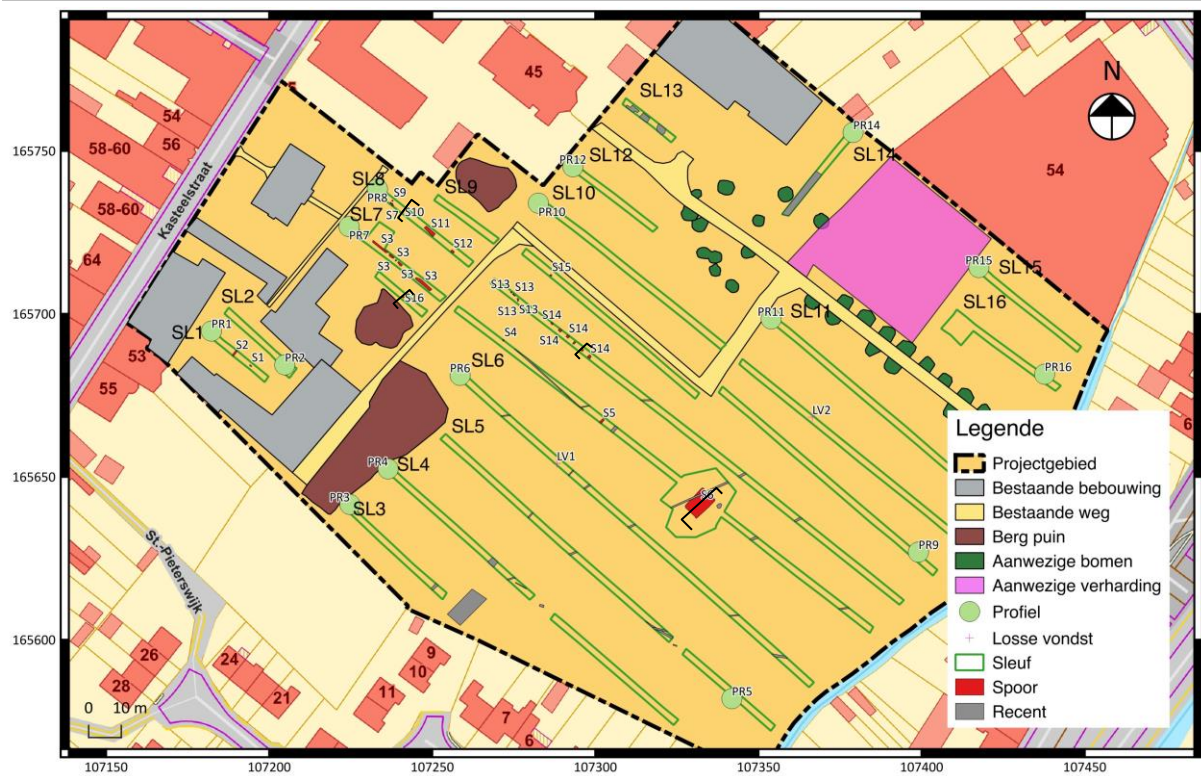 45
54
58-60
56
58-60
64
53
55
54
Kasteelstraat
St.-Pieterswijk
N
165750
165700
165650
165600
SL13
PR14
SL14
PR12
SL12
SL8
PR8
S9
SL9
SL10
PR10
S7
S10
SL7
PR7
S11
S12
S3
S3
S3
S3
S3
S16
SL2
SL1
PR1
S2
S1
PR2
S15
S13
S13
S13
S13
S14
S4
S14
S14
S14
PR15
SL15
SL16
PR11
SL11
PR16
SL6
PR6
SL5
S5
LV2
LV1
PR4
SL4
PR3
SL3
PR9
PR5
26
28
24
21
9
10
11
7
6
6
0 10 m
Legende
Projectgebied
Bestaande bebouwing
Bestaande weg
Berg puin
Aanwezige bomen
Aanwezige verharding
Profiel
Losse vondst
Sleuf
Spoor
Recent
107150 107200 107250 107300 107350 107400 107450